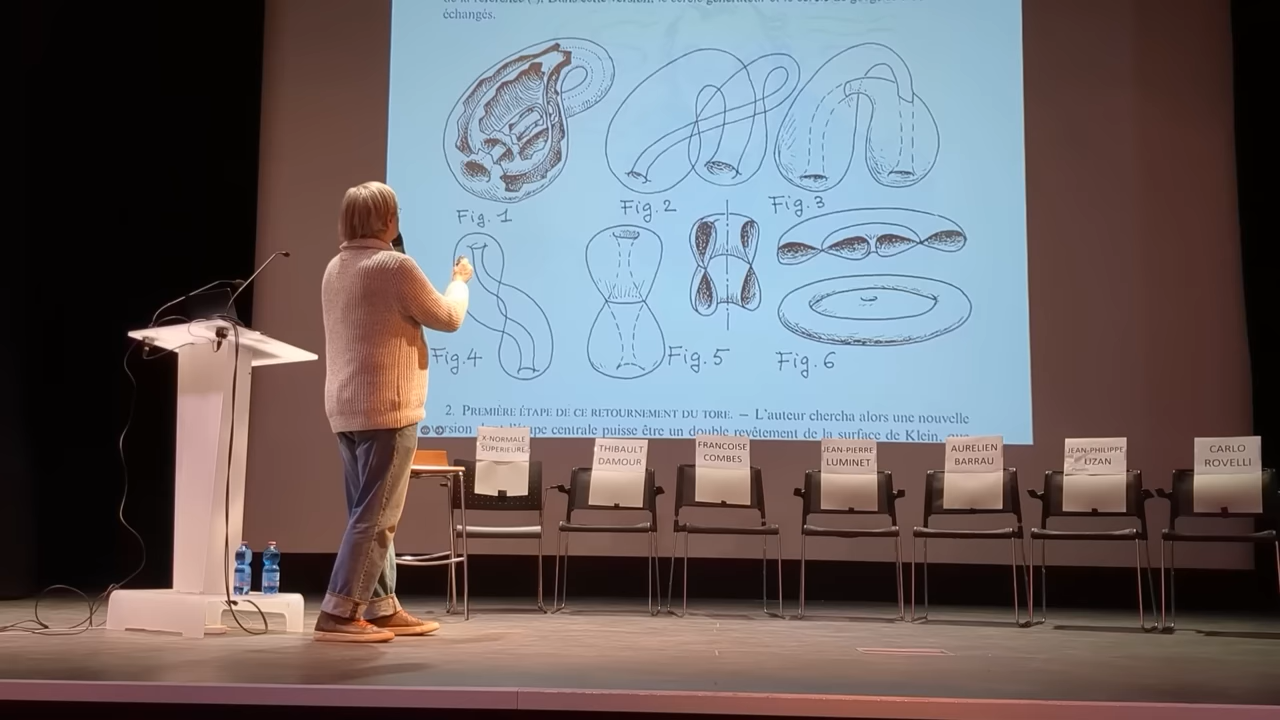 échangés.
Fig. 1
Fig. 2
Fig. 3
Fig. 4
Fig. 5
Fig. 6
2. PREMIÈRE ÉTAPE DE CE RETOURNEMENT DU TORE. — L'auteur chercha alors une nouvelle
centrale puisse être un double revêtement de la surface de Klein,
X-NORMALE
SUPERIEURE
THIBAULT
DAMOUR
FRANCOISE
COMBES
JEAN-PIERRE
LUMINET
AURELIEN
BARRAU
JEAN-PHILIPPE
UZAN
CARLO
ROVELLI